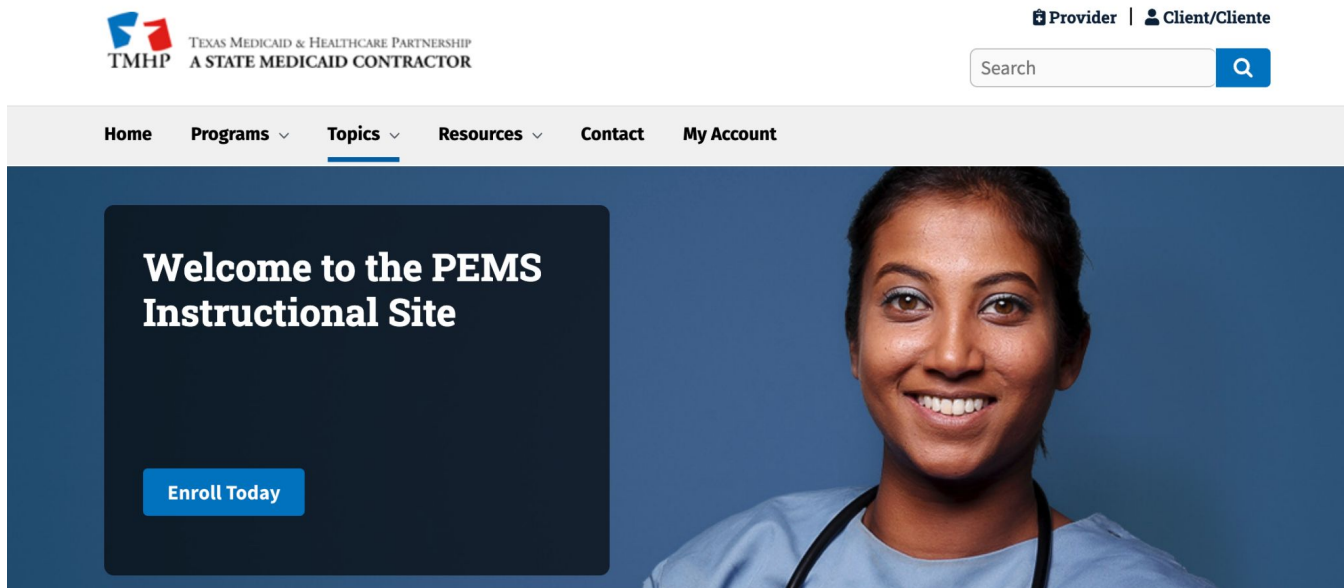 Provider | Client/Cliente
TMHP
TEXAS MEDICAID & HEALTHCARE PARTNERSHIP
A STATE MEDICAID CONTRACTOR
Search
Home Programs Topics Resources Contact My Account
Welcome to the PEMS
Instructional Site
Enroll Today